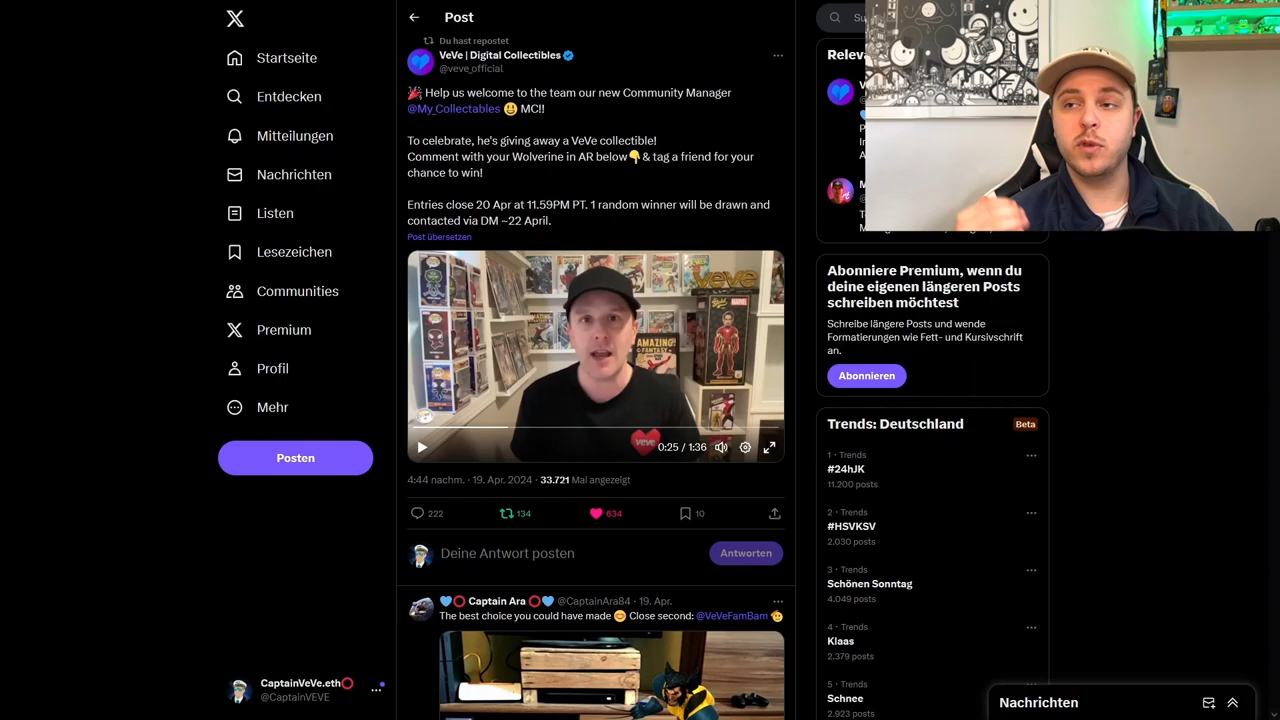 Startseite
Entdecken
Mitteilungen
Nachrichten
Listen
Lesezeichen
Communities
Premium
Profil
Mehr
Posten
CaptainVeVe.eth⭕
@CaptainVEVE
Post
Du hast repostet
VeVe | Digital Collectibles
@veve_official
🎉 Help us welcome to the team our new Community Manager
@My_Collectables 😃 MC!!
To celebrate, he's giving away a VeVe collectible!
Comment with your Wolverine in AR below👇& tag a friend for your
chance to win!
Entries close 20 Apr at 11.59PM PT. 1 random winner will be drawn and
contacted via DM ~22 April.
Post übersetzen
veve
MARVEL
AMAZING
FANTASY
veve
0:25 / 1:36
4:44 nachm. · 19. Apr. 2024 · 33.721 Mal angezeigt
222
134
634
10
Deine Antwort posten
Antworten
💙⭕ Captain Ara ⭕💙 @CaptainAra84 · 19. Apr.
The best choice you could have made 😊 Close second: @VeVeFamBam 🫡
Su
Relev
Abonniere Premium, wenn du
deine eigenen längeren Posts
schreiben möchtest
Schreibe längere Posts und wende
Formatierungen wie Fett- und Kursivschrift
an.
Abonnieren
Trends: Deutschland
Beta
1 · Trends
#24hJK
11.200 posts
2 · Trends
#HSVKSV
2.030 posts
3 · Trends
Schönen Sonntag
4.049 posts
4 · Trends
Klaas
2.379 posts
5 · Trends
Schnee
2.923 posts
Nachrichten